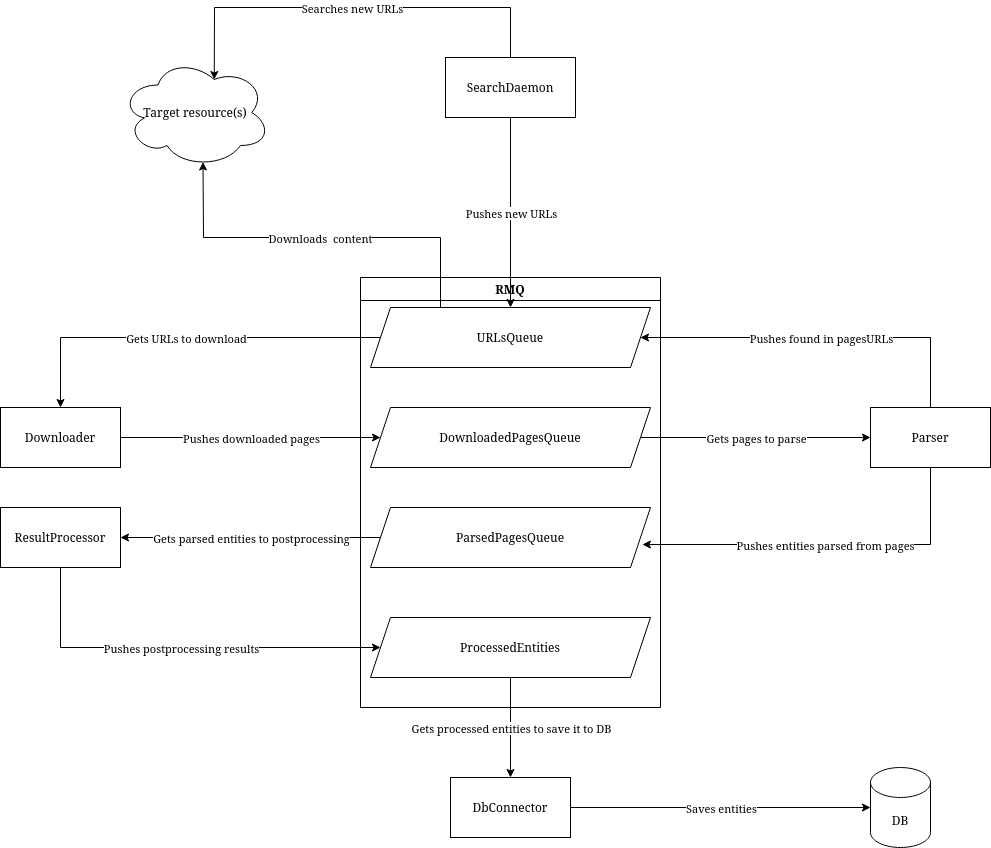 Searches new URLs
SearchDaemon
Target resource(s)
Pushes new URLs
Downloads  content
RMQ
URLsQueue
Gets URLs to download
Pushes found in pagesURLs
Downloader
Pushes downloaded pages
DownloadedPagesQueue
Gets pages to parse
Parser
ResultProcessor
Gets parsed entities to postprocessing
ParsedPagesQueue
Pushes entities parsed from pages
Pushes postprocessing results
ProcessedEntities
Gets processed entities to save it to DB
DbConnector
Saves entities
DB